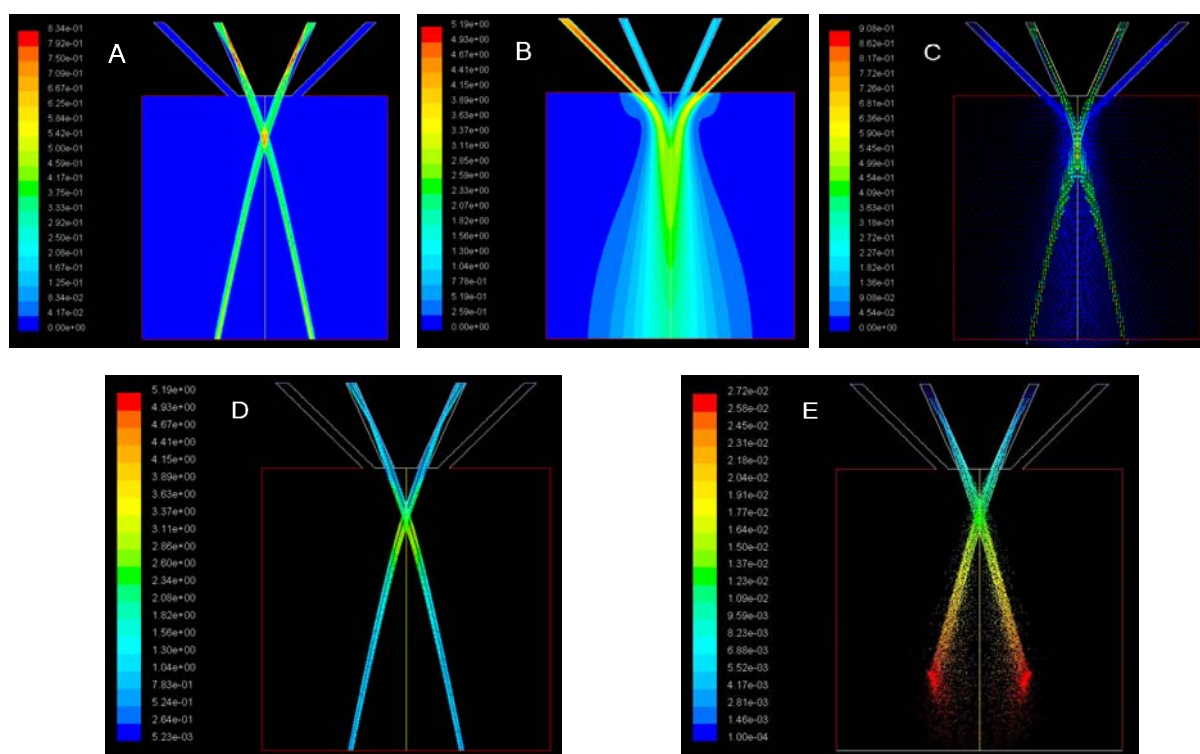 A
8.34e-01
7.92e-01
7.50e-01
7.09e-01
6.67e-01
6.25e-01
5.84e-01
5.42e-01
5.00e-01
4.59e-01
4.17e-01
3.75e-01
3.33e-01
2.92e-01
2.50e-01
2.08e-01
1.67e-01
1.25e-01
8.34e-02
4.17e-02
0.00e+00
B
5.19e+00
4.93e+00
4.67e+00
4.41e+00
4.15e+00
3.89e+00
3.63e+00
3.37e+00
3.11e+00
2.85e+00
2.59e+00
2.33e+00
2.07e+00
1.82e+00
1.56e+00
1.30e+00
1.04e+00
7.78e-01
5.19e-01
2.59e-01
0.00e+00
C
9.08e-01
8.62e-01
8.17e-01
7.72e-01
7.26e-01
6.81e-01
6.36e-01
5.90e-01
5.45e-01
4.99e-01
4.54e-01
4.09e-01
3.63e-01
3.18e-01
2.72e-01
2.27e-01
1.82e-01
1.36e-01
9.08e-02
4.54e-02
0.00e+00
D
5.19e+00
4.93e+00
4.67e+00
4.41e+00
4.15e+00
3.89e+00
3.63e+00
3.37e+00
3.11e+00
2.86e+00
2.60e+00
2.34e+00
2.08e+00
1.82e+00
1.56e+00
1.30e+00
1.04e+00
7.83e-01
5.24e-01
2.64e-01
5.23e-03
E
2.72e-02
2.58e-02
2.45e-02
2.31e-02
2.18e-02
2.04e-02
1.91e-02
1.77e-02
1.64e-02
1.50e-02
1.37e-02
1.23e-02
1.09e-02
9.59e-03
8.23e-03
6.88e-03
5.52e-03
4.17e-03
2.81e-03
1.46e-03
1.00e-04